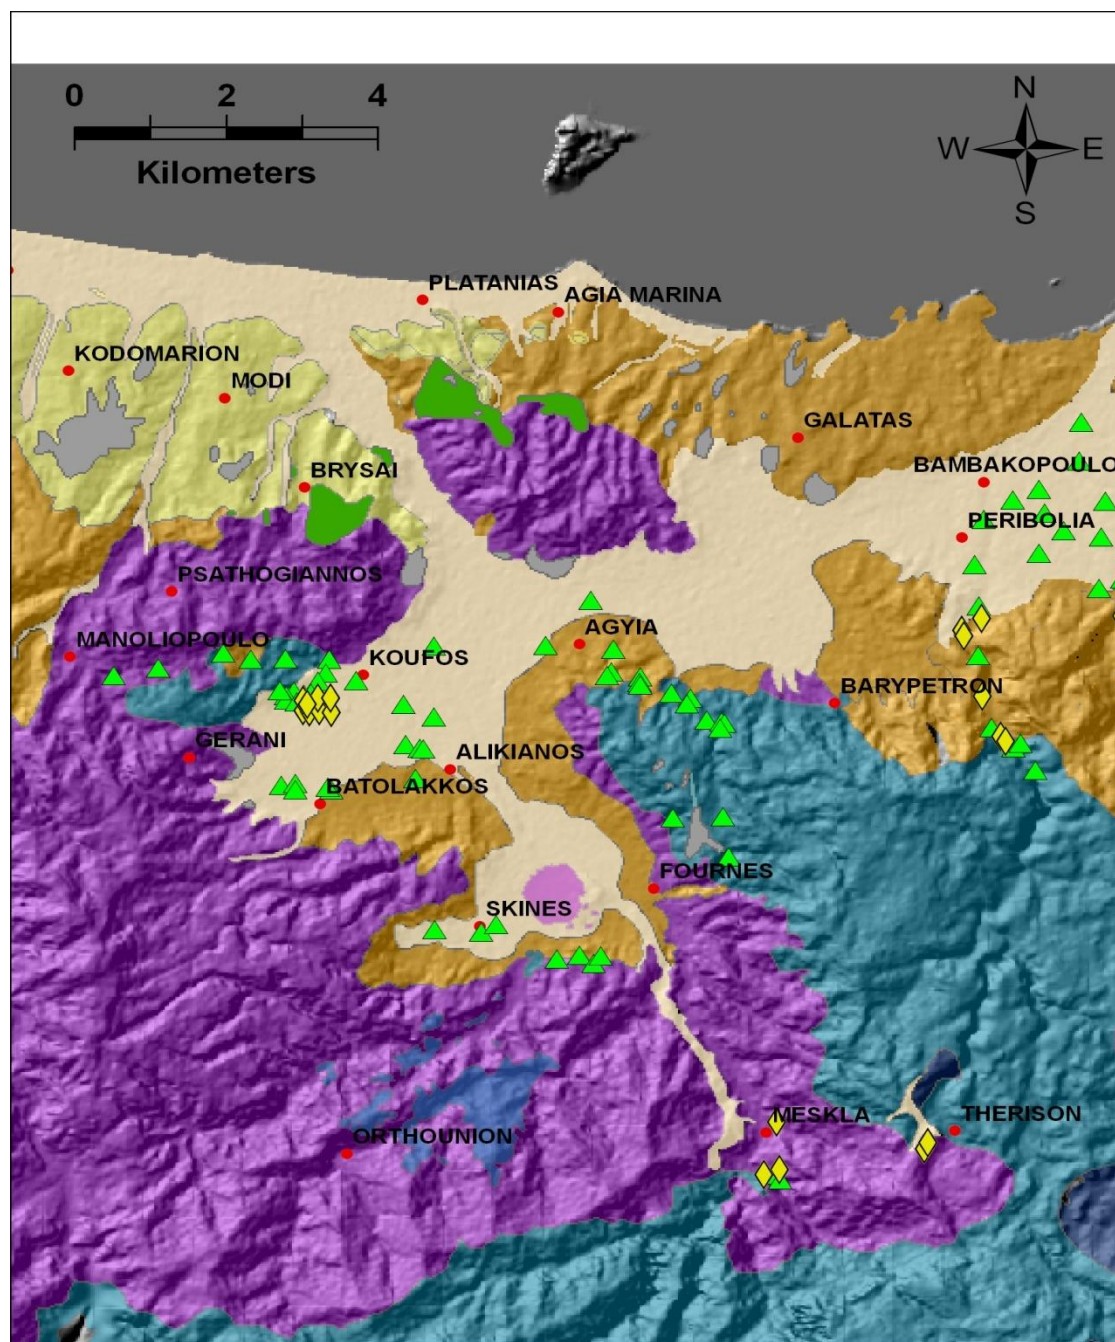 0 2 4
Kilometers
N
W E
S
PLATANIAS
AGIA MARINA
KODOMARION
MODI
GALATAS
BRYSAI
BAMBAKOPOULO
PERIBOLIA
PSATHOGIANNOS
MANOLIOPOULO
AGYIA
KOUFOS
BARYPETRON
GERANI
ALIKIANOS
BATOLAKKOS
FOURNES
SKINES
MESKLA
THERISON
ORTHOUNION